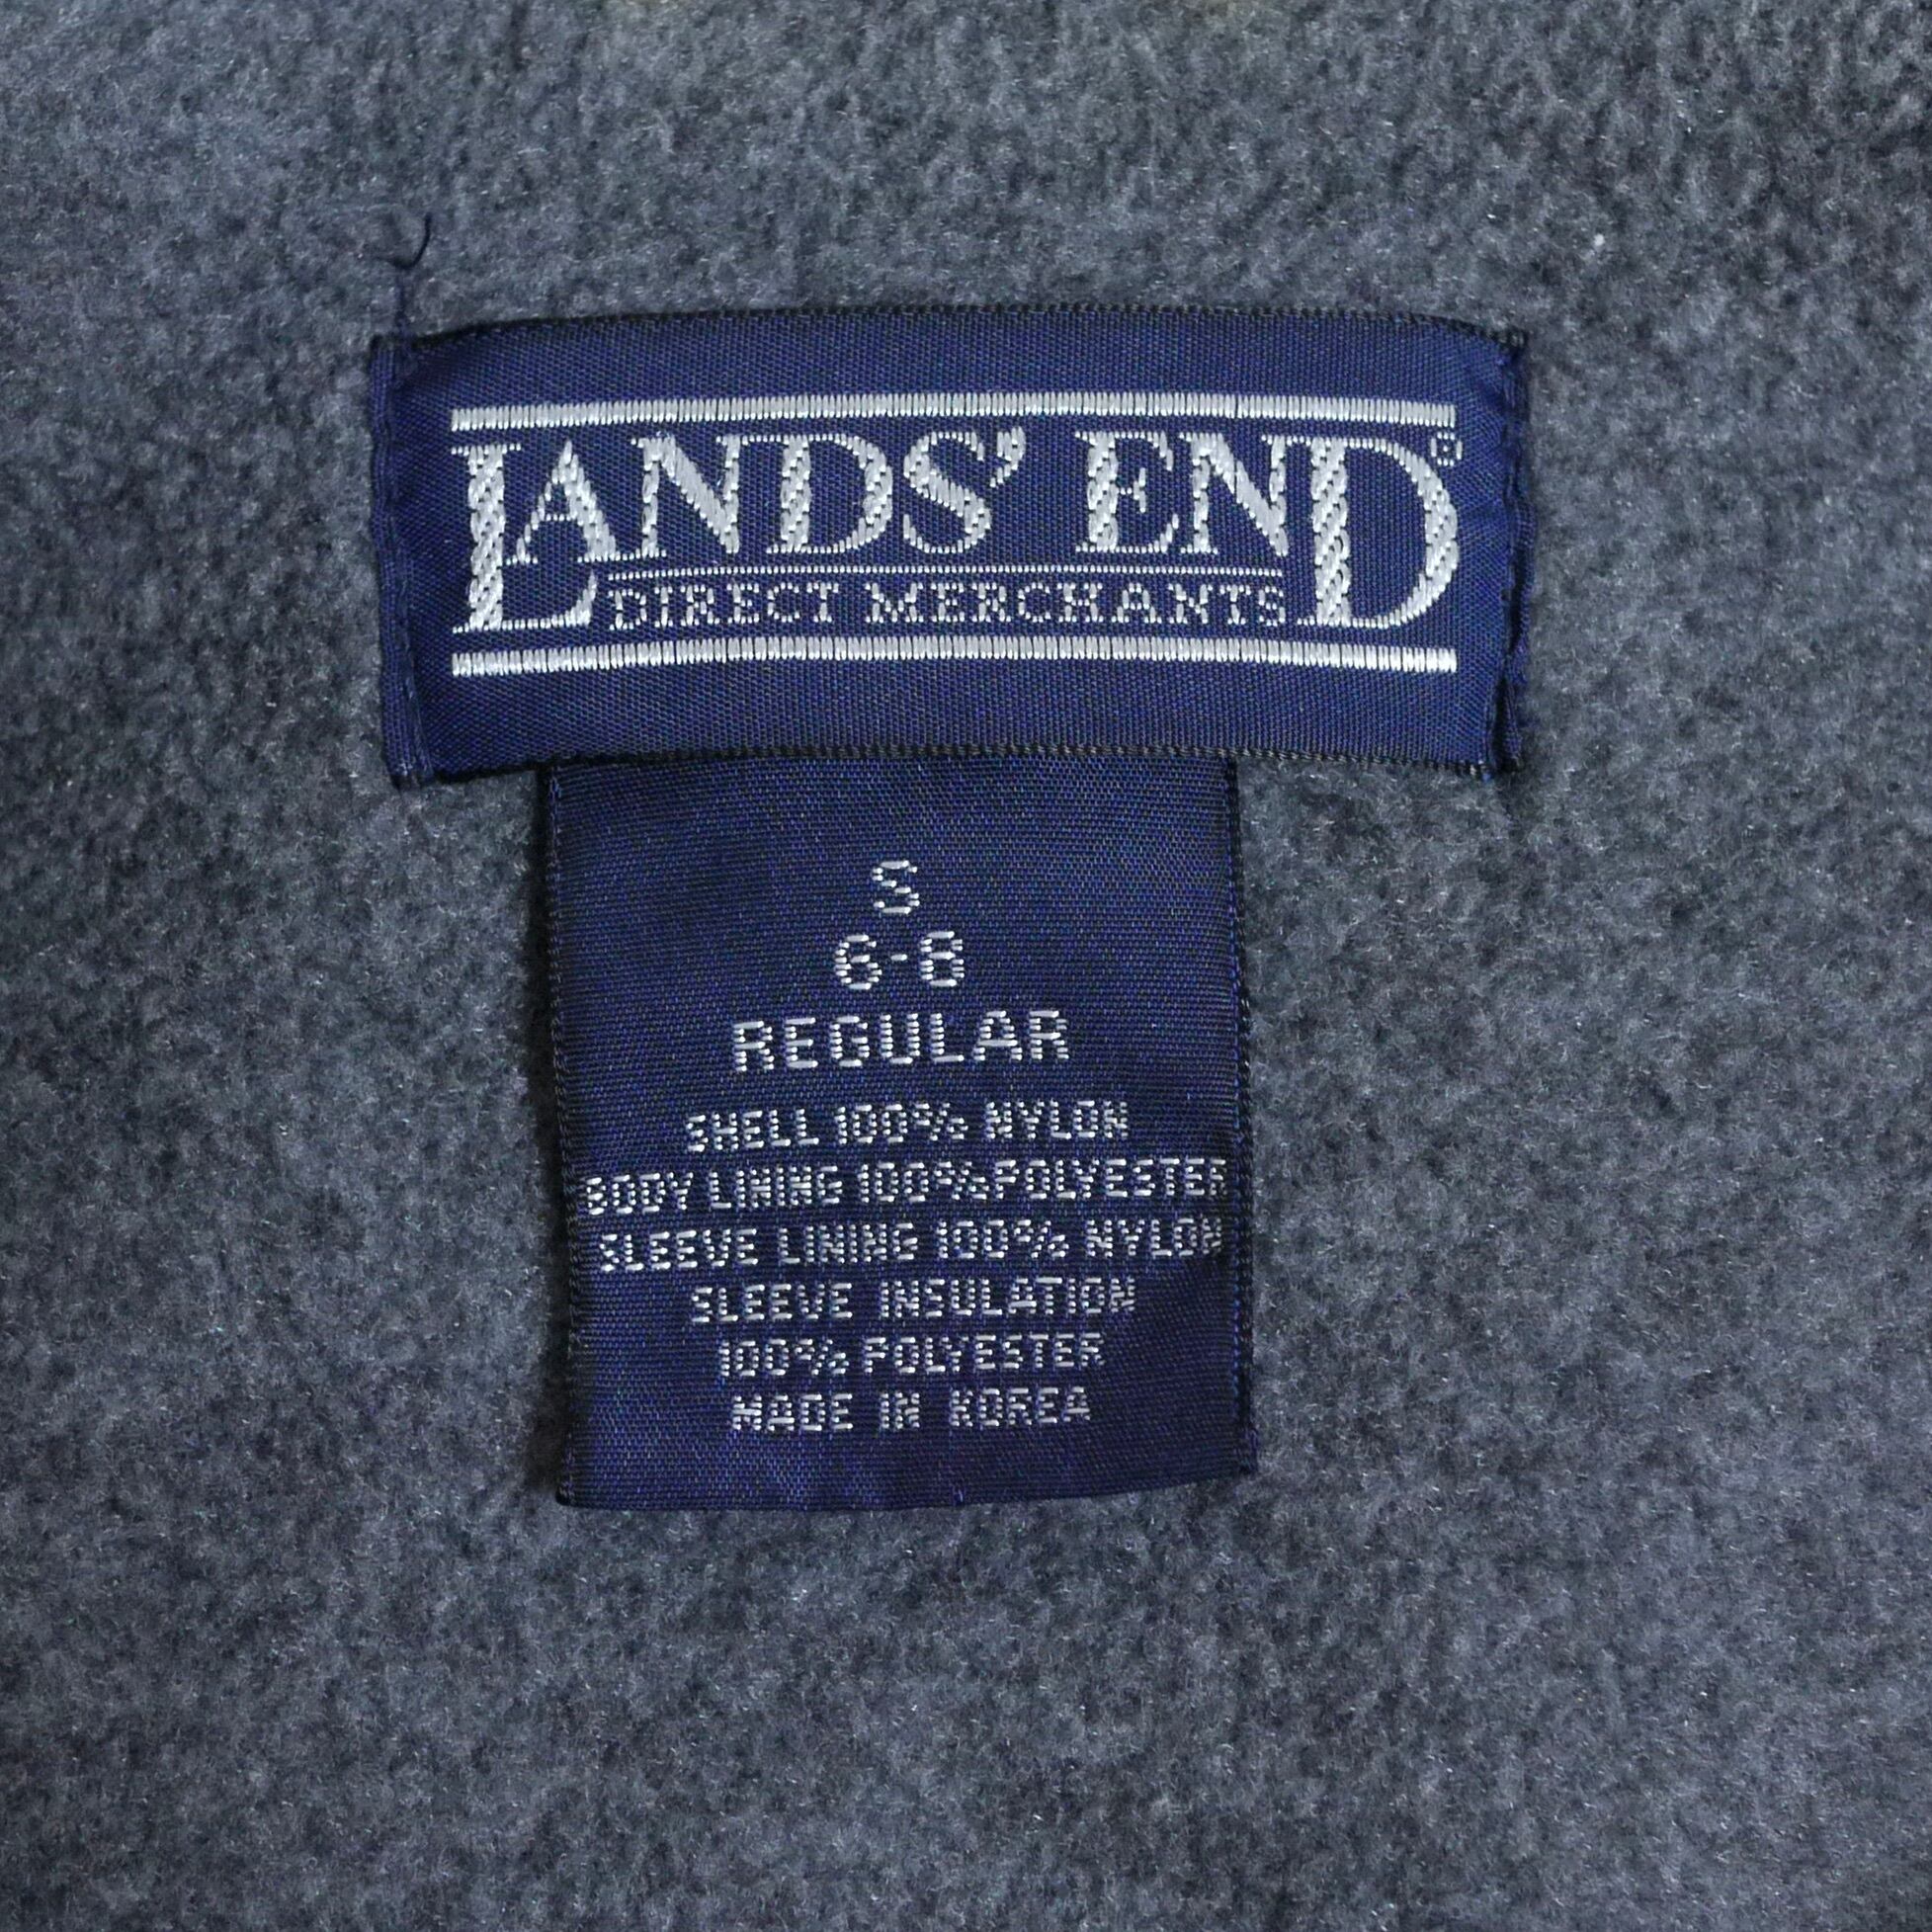 LANDS' END®
DIRECT MERCHANTS
S
6-8
REGULAR
SHELL 100% NYLON
BODY LINING 100% POLYESTER
SLEEVE LINING 100% NYLON
SLEEVE INSULATION
100% POLYESTER
MADE IN KOREA